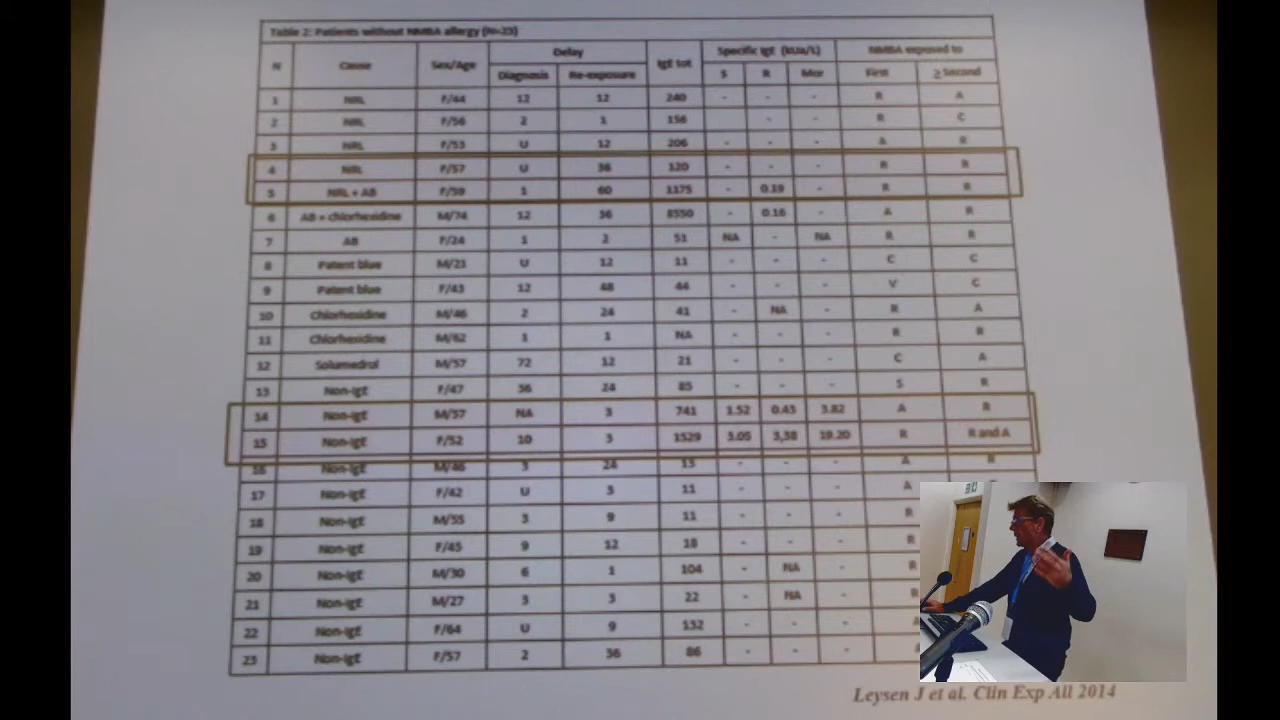 Table 2: Patients without NMBA allergy (N=23)
Delay Specific IgE (kUa/L) NMBA exposed to
N Cause Sex/Age Diagnosis Re-exposure IgE tot S R Mor First ≥ Second
1 NRL F/44 12 12 240 - - - R A
2 NRL F/56 2 1 156 - - R C
3 NRL F/53 U 12 206 - - - A R
4 NRL F/57 U 36 120 - - - R R
5 NRL + AB F/59 1 60 1175 - 0.19 - R R
6 AB + chlorhexidine M/74 12 36 8550 - 0.16 - A R
7 AB F/24 1 2 51 NA - NA R R
8 Patent blue M/23 U 12 11 - - - C C
9 Patent blue F/43 12 48 44 - - - V C
10 Chlorhexidine M/46 2 24 41 - NA - R A
11 Chlorhexidine M/62 1 1 NA - - - R R
12 Solumedrol M/57 72 12 21 - - - C A
13 Non-IgE F/47 36 24 85 - - - S R
14 Non-IgE M/37 NA 3 741 1.52 0.43 3.82 A R
15 Non-IgE F/52 10 3 1529 3.05 3,38 19.20 R R and A
16 Non-IgE M/46 3 24 13 - - - A R
17 Non-IgE F/42 U 3 11 - - - A
18 Non-IgE M/55 3 9 11 - - - R
19 Non-IgE F/45 9 12 18 - - - R
20 Non-IgE M/30 6 1 104 - NA - R
21 Non-IgE M/27 3 3 22 - NA - R
22 Non-IgE F/64 U 9 132 - - -
23 Non-IgE F/57 2 36 86 - - -
Leysen J et al. Clin Exp All 2014